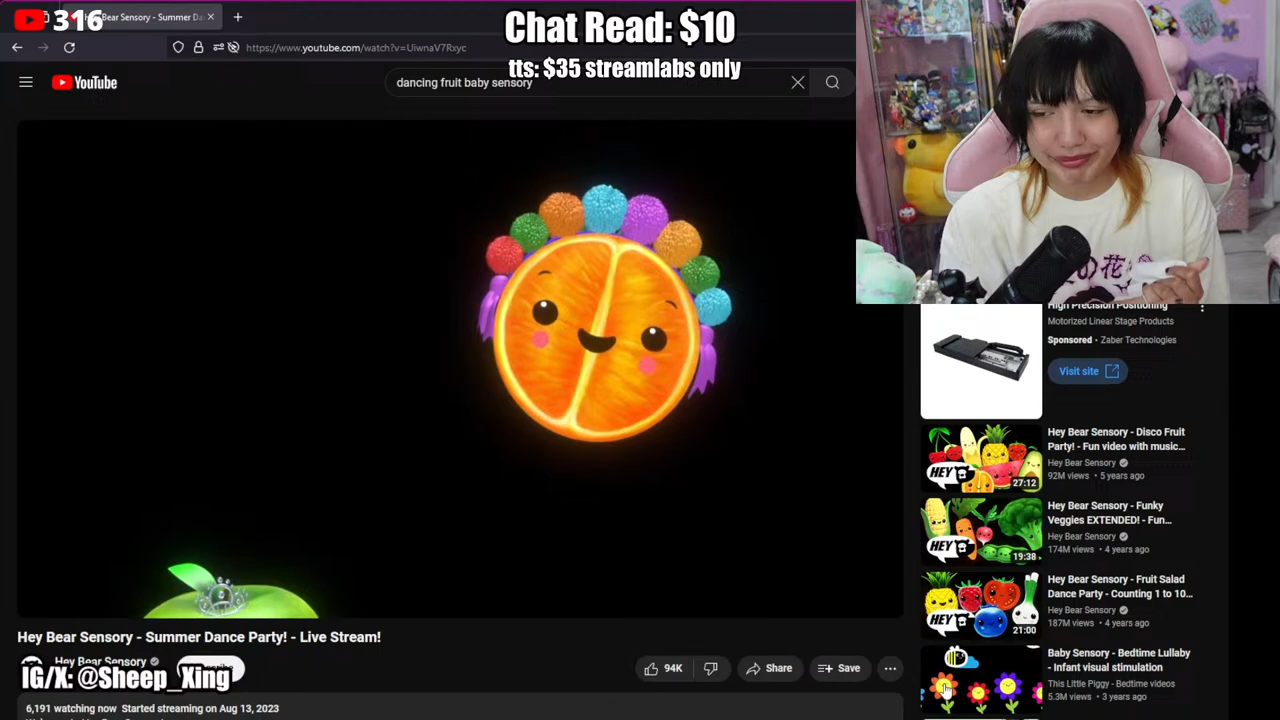 316
Hey Bear Sensory - Summer Da
Chat Read: $10
https://www.youtube.com/watch?v=UiwnaV7Rxyc
tts: $35 streamlabs only
YouTube
dancing fruit baby sensory
の花
High Precision Positioning
Motorized Linear Stage Products
Sponsored • Zaber Technologies
Visit site
Hey Bear Sensory - Disco Fruit
Party! - Fun video with music...
Hey Bear Sensory
92M views • 5 years ago
HEY
27:12
Hey Bear Sensory - Funky
Veggies EXTENDED! - Fun...
Hey Bear Sensory
174M views • 4 years ago
HEY
19:38
Hey Bear Sensory - Fruit Salad
Dance Party - Counting 1 to 10...
Hey Bear Sensory
187M views • 4 years ago
HEY
21:00
Baby Sensory - Bedtime Lullaby
- Infant visual stimulation
This Little Piggy - Bedtime videos
5.3M views • 3 years ago
Hey Bear Sensory - Summer Dance Party! - Live Stream!
Hey Bear Sensory
IG/X: @Sheep_Xing
94K
Share
Save
6,191 watching now Started streaming on Aug 13, 2023